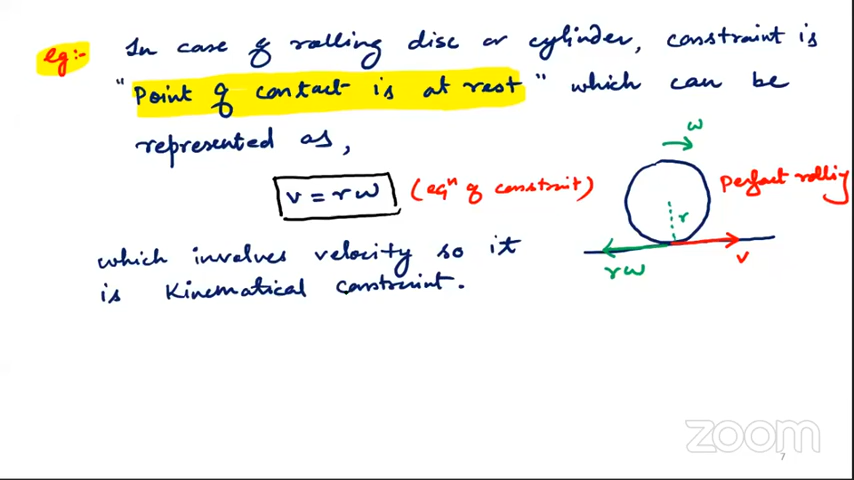 eg:- In case of rolling disc or cylinder, constraint is
"Point of contact is at rest" which can be
represented as,
v = rω (eqⁿ of constraint)
which involves velocity so it
is Kinematical constraint.
ω
Perfect rolling
r
rω
v
zoom
7